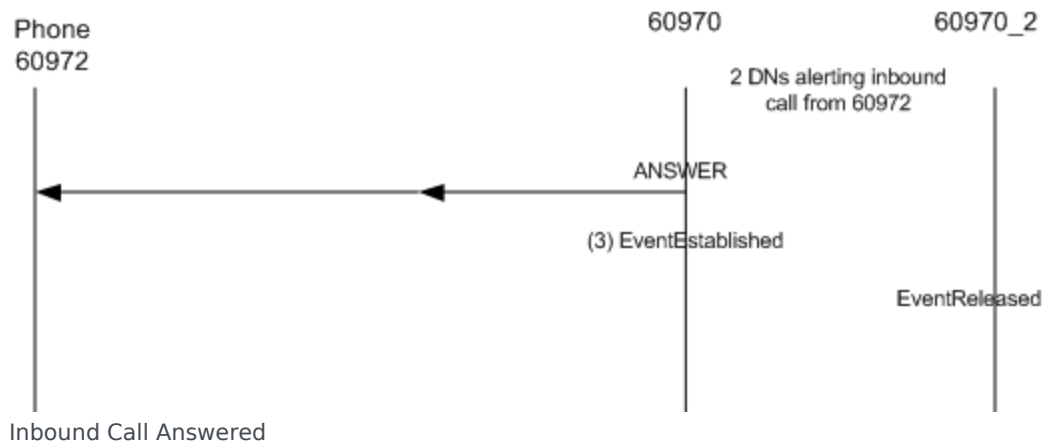 Phone
60972
60970
60970_2
2 DNs alerting inbound
call from 60972
ANSWER
(3) EventEstablished
EventReleased
Inbound Call Answered